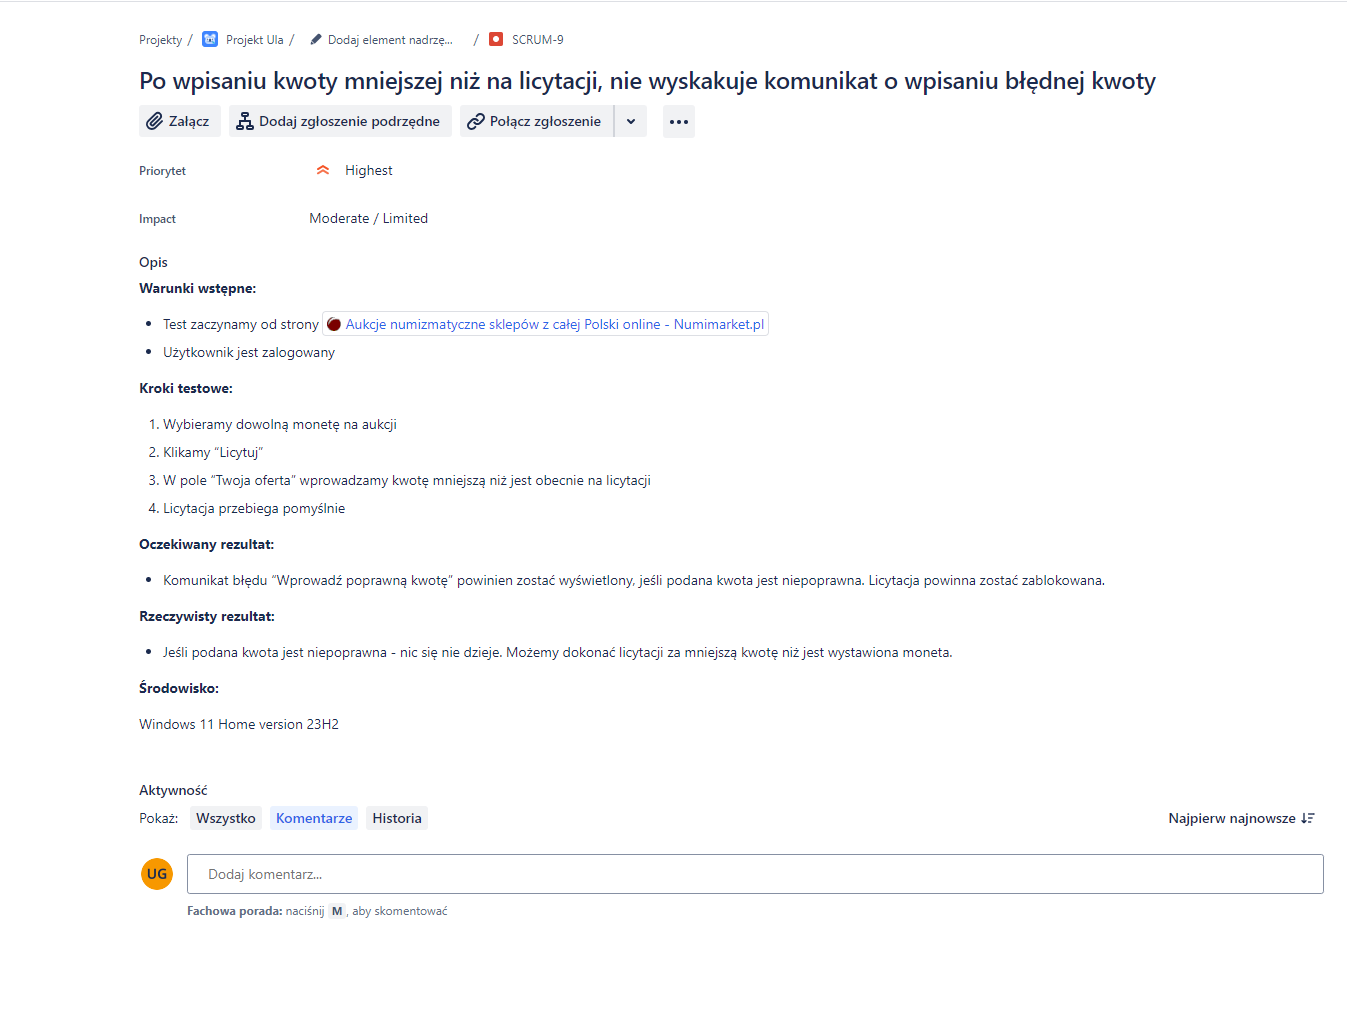 Projekty / Projekt Ula / Dodaj element nadrzę... / SCRUM-9
Po wpisaniu kwoty mniejszej niż na licytacji, nie wyskakuje komunikat o wpisaniu błędnej kwoty
Załącz Dodaj zgłoszenie podrzędne Połącz zgłoszenie
Priorytet Highest
Impact Moderate / Limited
Opis
Warunki wstępne:
• Test zaczynamy od strony Aukcje numizmatyczne sklepów z całej Polski online - Numimarket.pl
• Użytkownik jest zalogowany
Kroki testowe:
1. Wybieramy dowolną monetę na aukcji
2. Klikamy “Licytuj”
3. W pole “Twoja oferta” wprowadzamy kwotę mniejszą niż jest obecnie na licytacji
4. Licytacja przebiega pomyślnie
Oczekiwany rezultat:
• Komunikat błędu “Wprowadź poprawną kwotę” powinien zostać wyświetlony, jeśli podana kwota jest niepoprawna. Licytacja powinna zostać zablokowana.
Rzeczywisty rezultat:
• Jeśli podana kwota jest niepoprawna - nic się nie dzieje. Możemy dokonać licytacji za mniejszą kwotę niż jest wystawiona moneta.
Środowisko:
Windows 11 Home version 23H2
Aktywność
Pokaż: Wszystko Komentarze Historia Najpierw najnowsze
UG Dodaj komentarz...
Fachowa porada: naciśnij M , aby skomentować